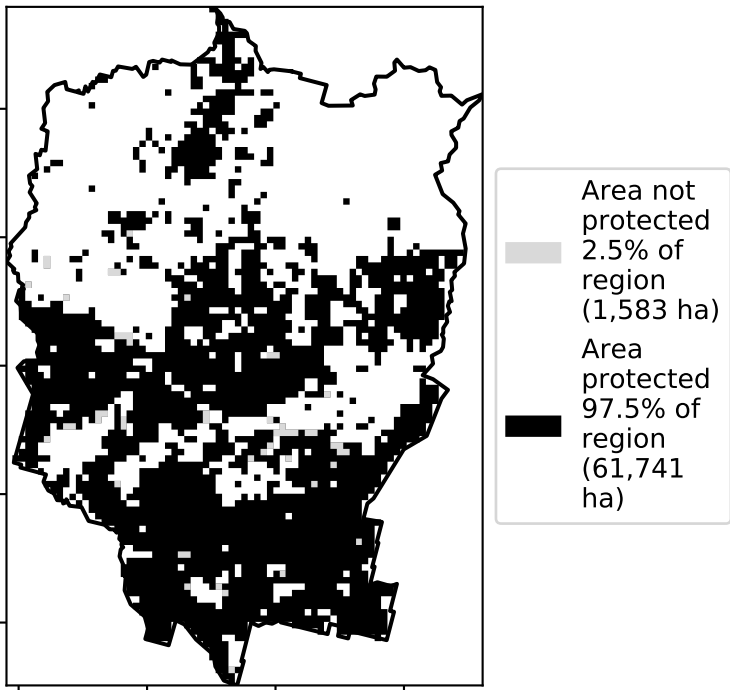 Area not
protected
2.5% of
region
(1,583 ha)
Area
protected
97.5% of
region
(61,741
ha)